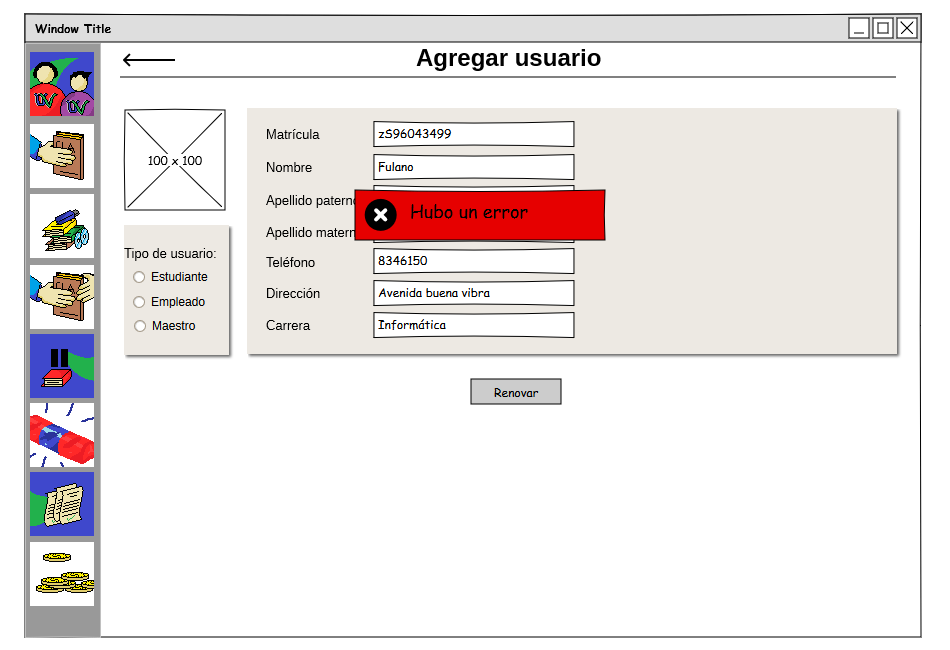 Window Title
Agregar usuario
100 x 100
Matrícula
zS96043499
Nombre
Fulano
Apellido paterno
Hubo un error
Apellido matern
Teléfono
8346150
Dirección
Avenida buena vibra
Carrera
Informática
Tipo de usuario:
Estudiante
Empleado
Maestro
Renovar